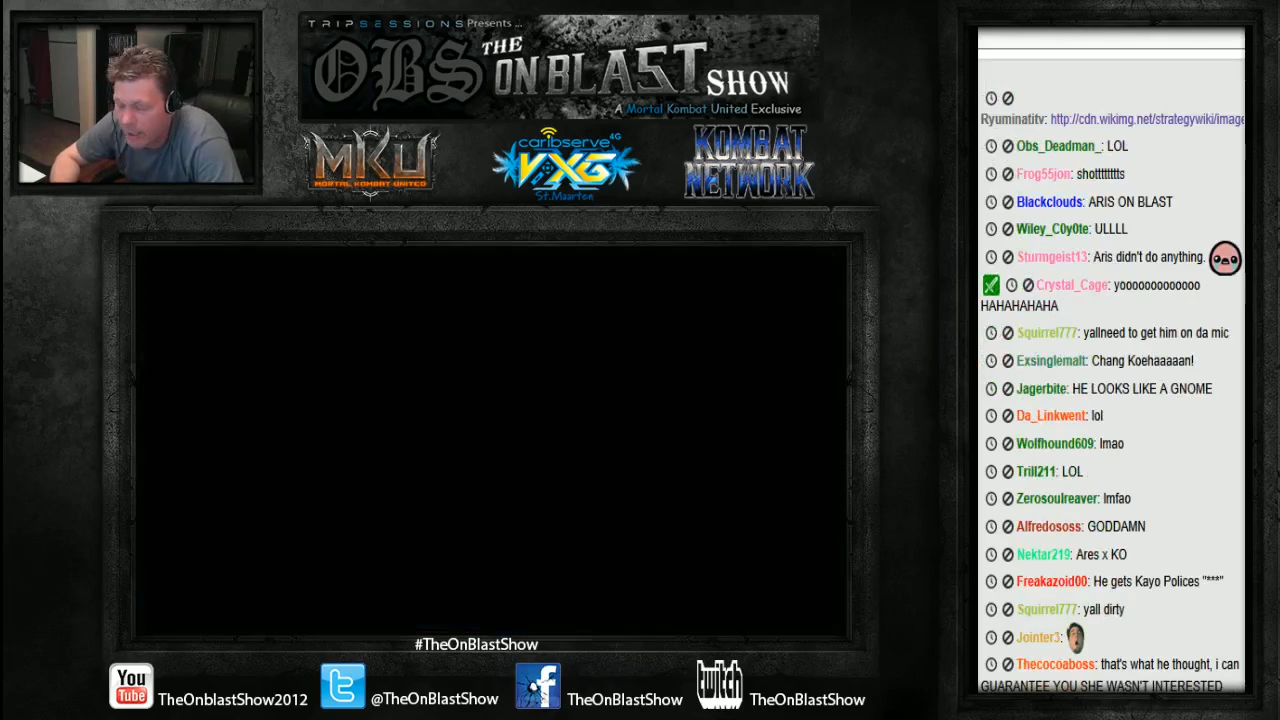 TRIPSESSIONS Presents ...
OBS THE ON BLAST SHOW
A Mortal Kombat United Exclusive
MKU
MORTAL KOMBAT UNITED
caribserve 4G
VXG
St.Maarten
KOMBAT
NETWORK
Ryuminatitv: http://cdn.wikimg.net/strategywiki/image
Obs_Deadman_: LOL
Frog55jon: shotttttttts
Blackclouds: ARIS ON BLAST
Wiley_C0y0te: ULLLL
Sturmgeist13: Aris didn't do anything.
Crystal_Cage: yooooooooooooo
HAHAHAHAHA
Squirrel777: yallneed to get him on da mic
Exsinglemalt: Chang Koehaaaaan!
Jagerbite: HE LOOKS LIKE A GNOME
Da_Linkwent: lol
Wolfhound609: lmao
Trill211: LOL
Zerosoulreaver: lmfao
Alfredososs: GODDAMN
Nektar219: Ares x KO
Freakazoid00: He gets Kayo Polices "***"
Squirrel777: yall dirty
Jointer3:
Thecocoaboss: that's what he thought, i can
GUARANTEE YOU SHE WASN'T INTERESTED
#TheOnBlastShow
You Tube TheOnblastShow2012
@TheOnBlastShow
f TheOnBlastShow
twitch TheOnBlastShow